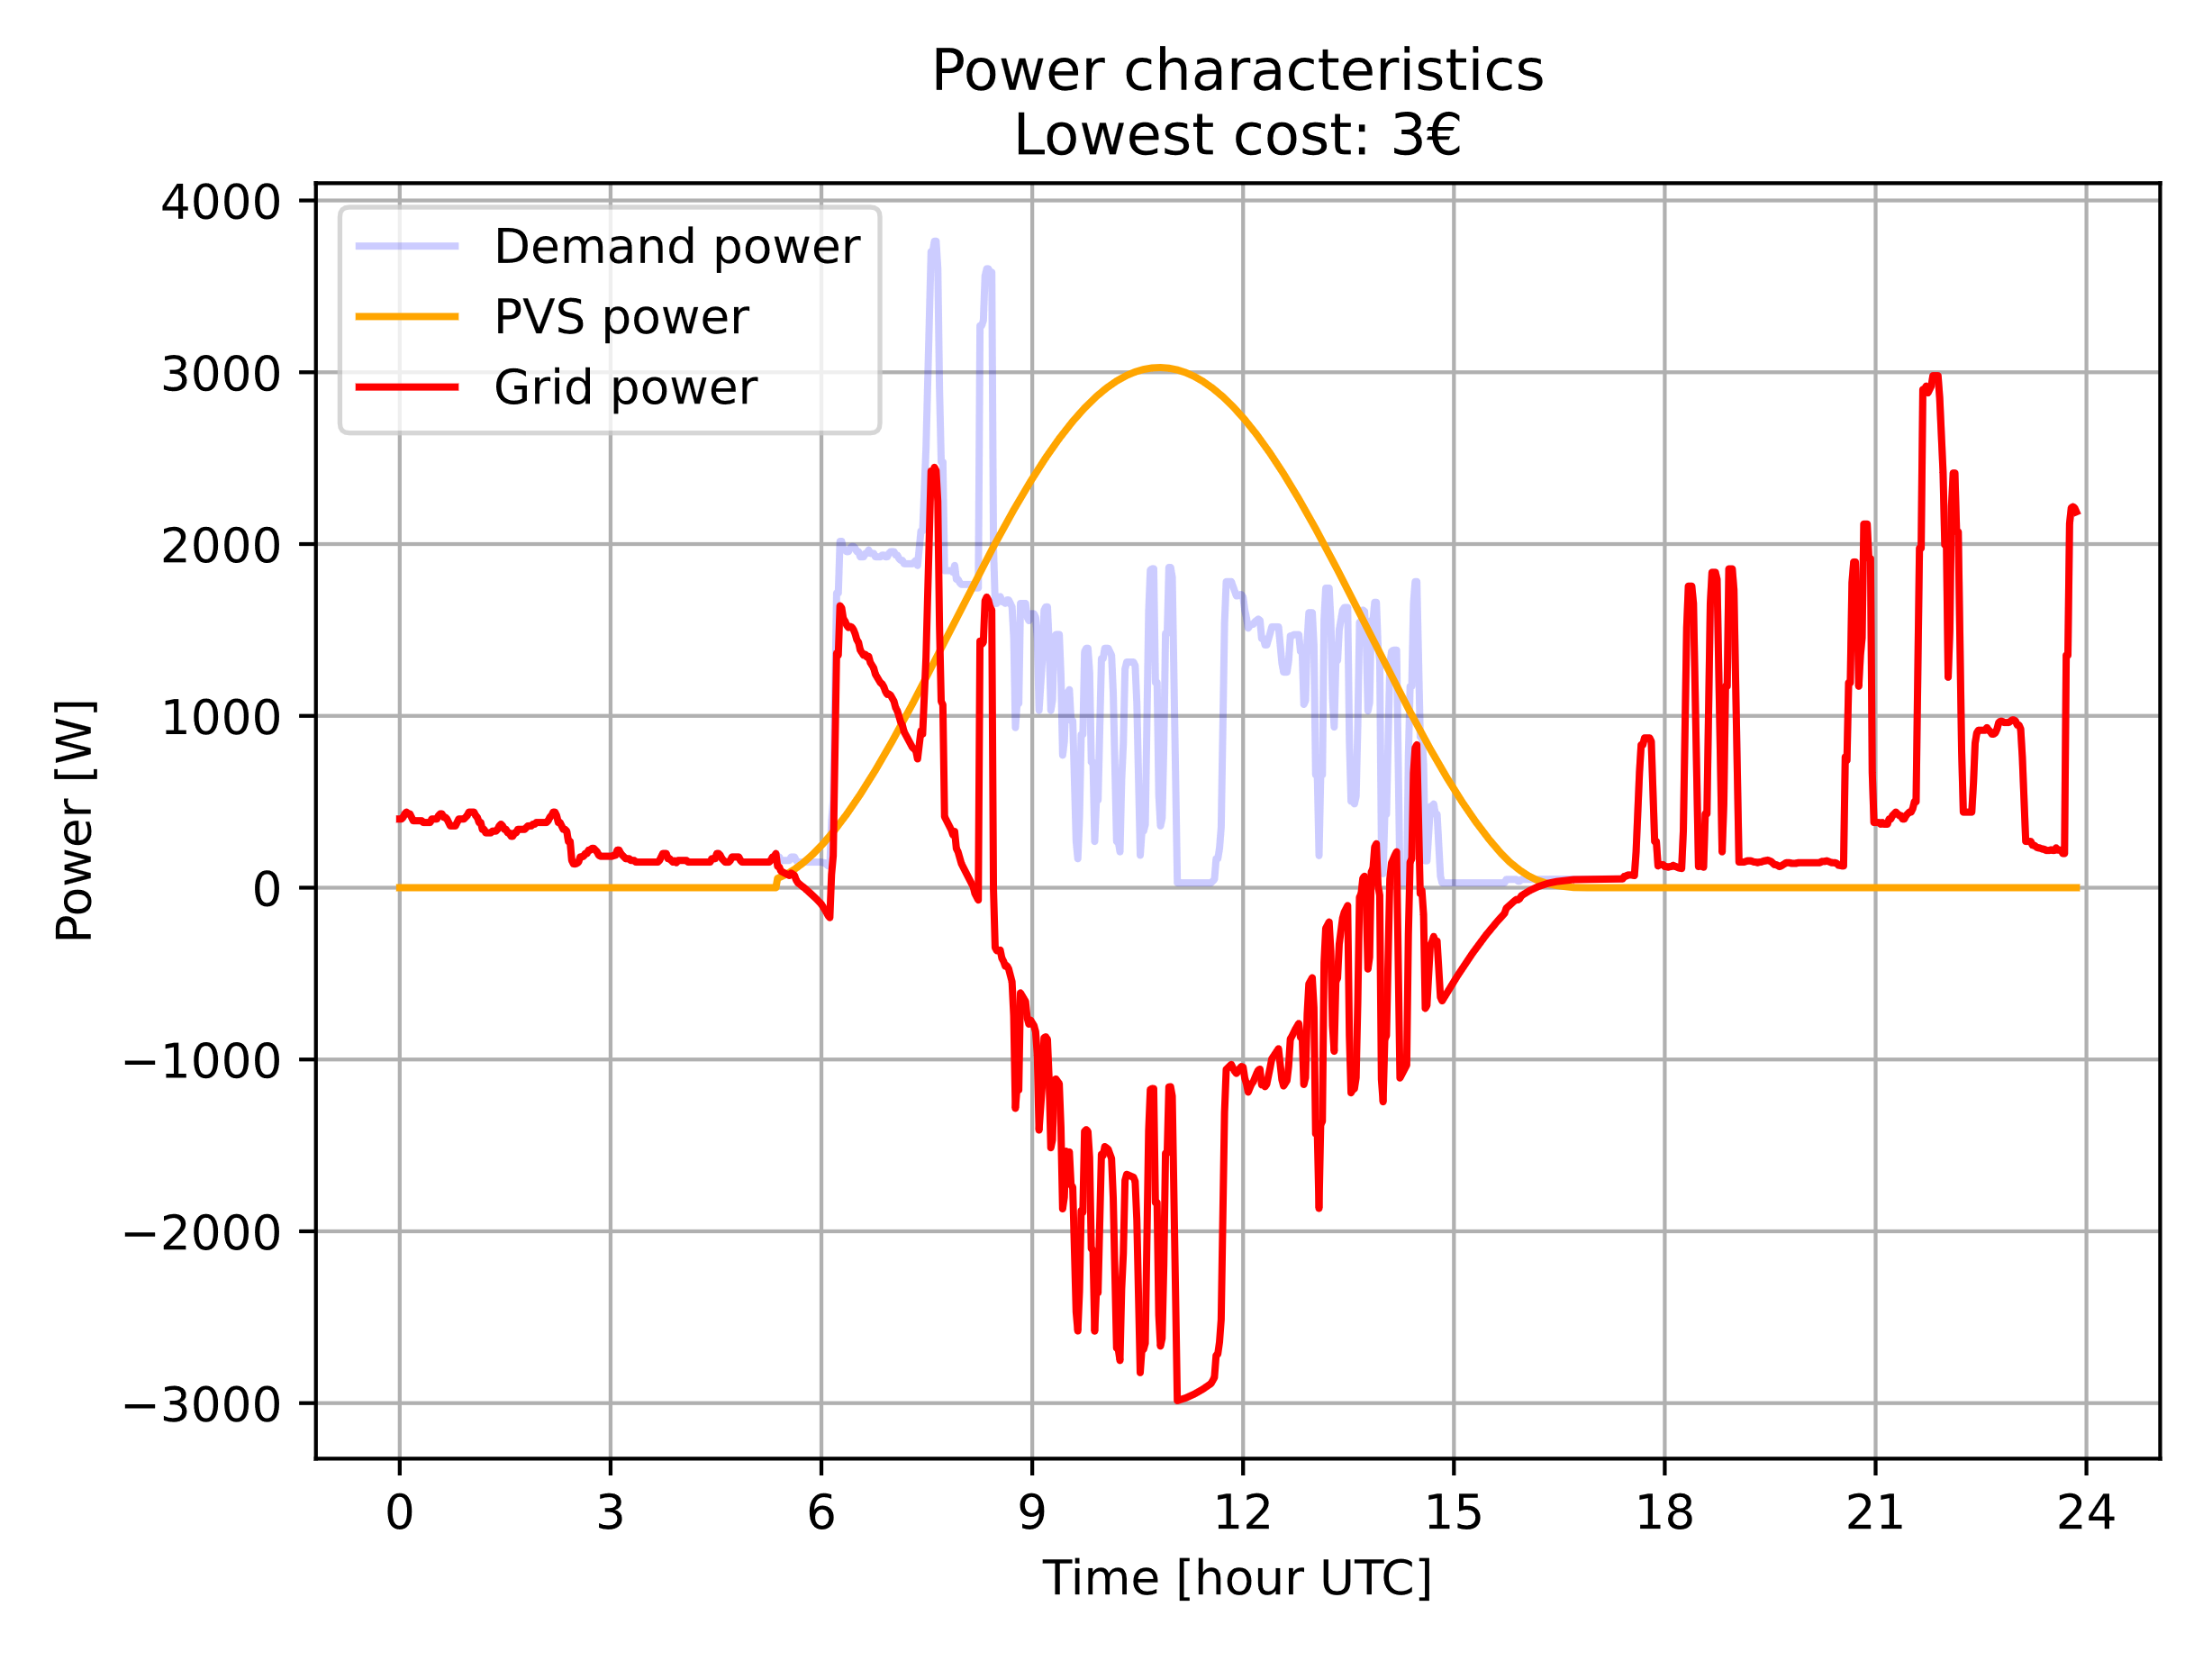 Power characteristics
Lowest cost: 3€
Demand power
PVS power
Grid power
4000
3000
2000
1000
0
−1000
−2000
−3000
Power [W]
0 3 6 9 12 15 18 21 24
Time [hour UTC]